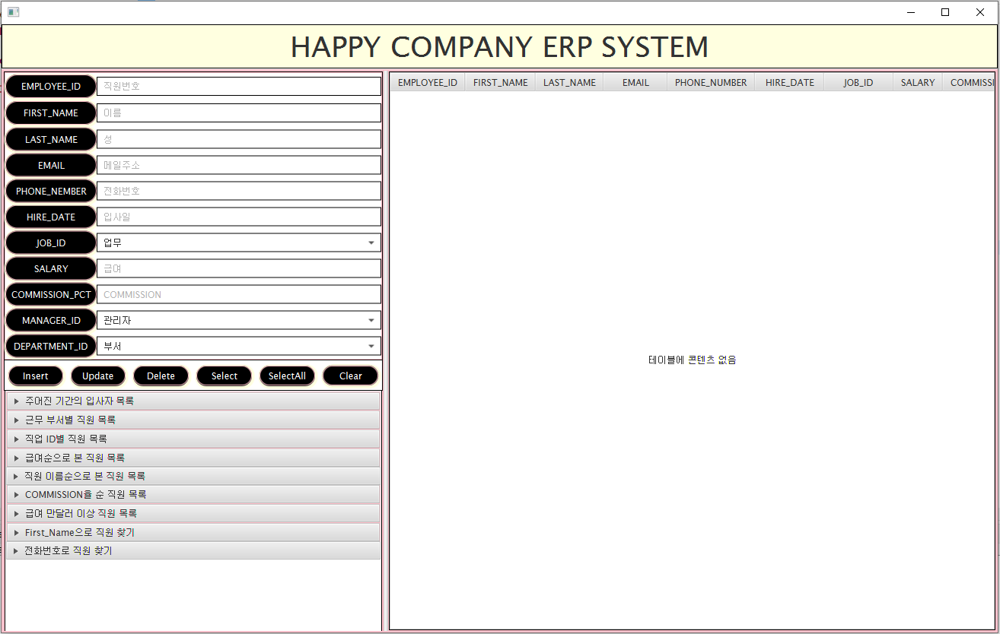 HAPPY COMPANY ERP SYSTEM
EMPLOYEE_ID 직원번호
FIRST_NAME 이름
LAST_NAME 성
EMAIL 메일주소
PHONE_NEMBER 전화번호
HIRE_DATE 입사일
JOB_ID 업무
SALARY 급여
COMMISSION_PCT COMMISSION
MANAGER_ID 관리자
DEPARTMENT_ID 부서
Insert Update Delete Select SelectAll Clear
주어진 기간의 입사자 목록
근무 부서별 직원 목록
직업 ID별 직원 목록
급여순으로 본 직원 목록
직원 이름순으로 본 직원 목록
COMMISSION율 순 직원 목록
급여 만달러 이상 직원 목록
First_Name으로 직원 찾기
전화번호로 직원 찾기
EMPLOYEE_ID FIRST_NAME LAST_NAME EMAIL PHONE_NUMBER HIRE_DATE JOB_ID SALARY COMMISSI
테이블에 콘텐츠 없음